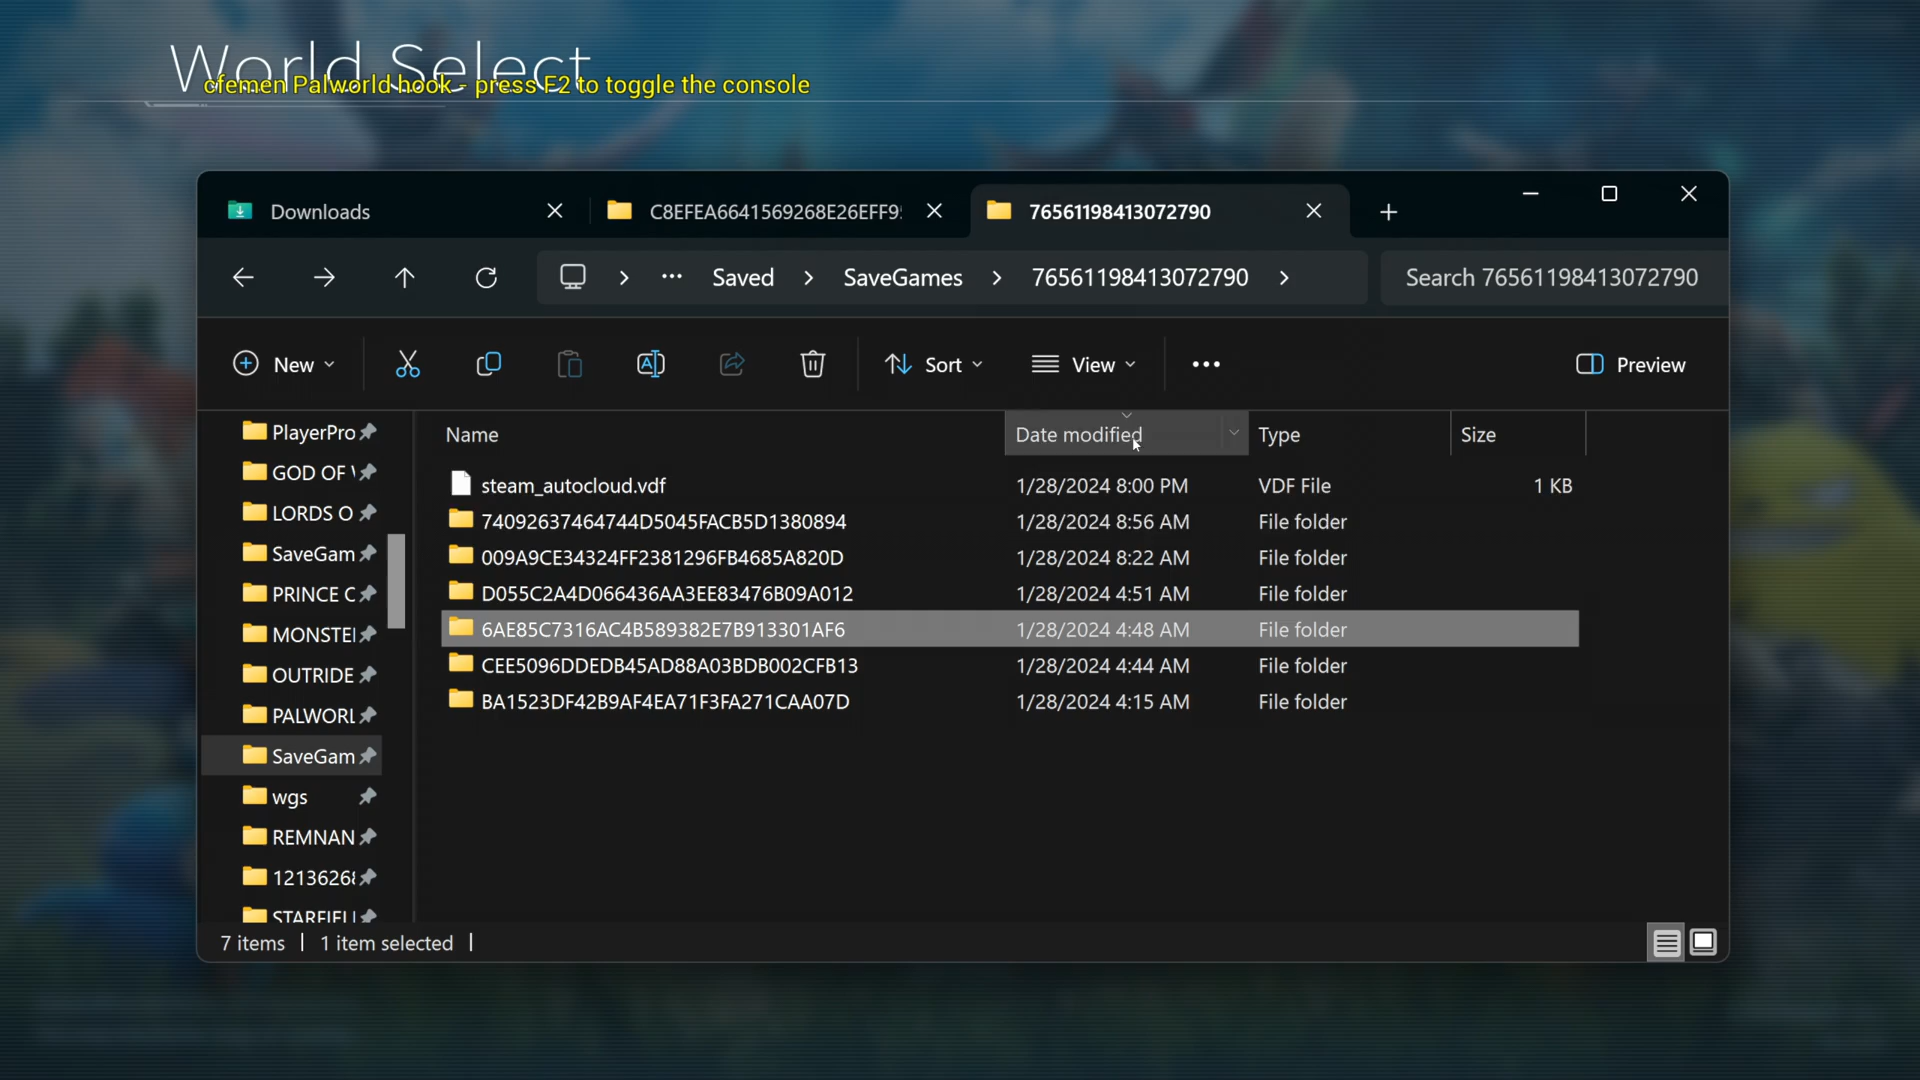 World Select
cfemen Palworld hook - press F2 to toggle the console
Downloads
C8EFEA6641569268E26EFF9
76561198413072790
Saved
SaveGames
76561198413072790
Search 76561198413072790
New
Sort
View
Preview
PlayerPro
GOD OF
LORDS O
SaveGam
PRINCE
MONSTE
OUTRIDE
PALWOR
SaveGam
wgs
REMNAN
1213626
STARFIEL
Name
Date modified
Type
Size
steam_autocloud.vdf 1/28/2024 8:00 PM VDF File 1 KB
74092637464744D5045FACB5D1380894 1/28/2024 8:56 AM File folder
009A9CE34324FF2381296FB4685A820D 1/28/2024 8:22 AM File folder
D055C2A4D066436AA3EE83476B09A012 1/28/2024 4:51 AM File folder
6AE85C7316AC4B589382E7B913301AF6 1/28/2024 4:48 AM File folder
CEE5096DDEDB45AD88A03BDB002CFB13 1/28/2024 4:44 AM File folder
BA1523DF42B9AF4EA71F3FA271CAA07D 1/28/2024 4:15 AM File folder
7 items
1 item selected